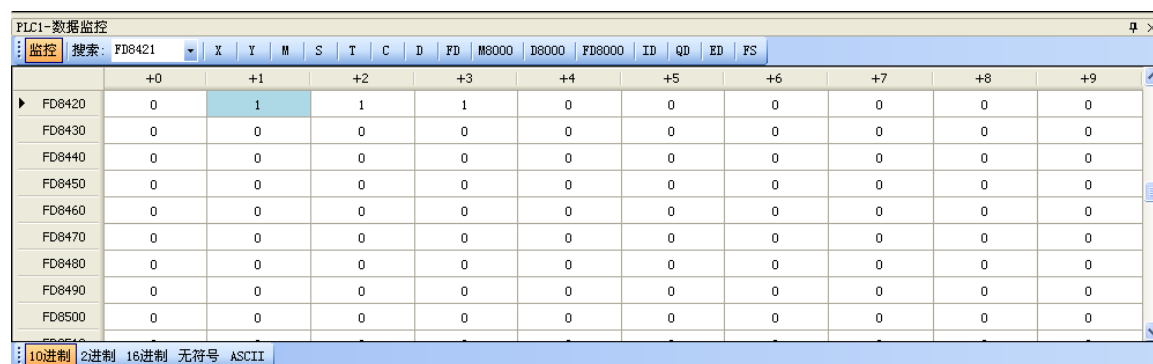 PLC1-数据监控
监控 搜索: FD8421 X Y M S T C D FD M8000 D8000 FD8000 ID QD ED FS
+0 +1 +2 +3 +4 +5 +6 +7 +8 +9
FD8420 0 1 1 1 0 0 0 0 0 0
FD8430 0 0 0 0 0 0 0 0 0 0
FD8440 0 0 0 0 0 0 0 0 0 0
FD8450 0 0 0 0 0 0 0 0 0 0
FD8460 0 0 0 0 0 0 0 0 0 0
FD8470 0 0 0 0 0 0 0 0 0 0
FD8480 0 0 0 0 0 0 0 0 0 0
FD8490 0 0 0 0 0 0 0 0 0 0
FD8500 0 0 0 0 0 0 0 0 0 0
10进制 2进制 16进制 无符号 ASCII